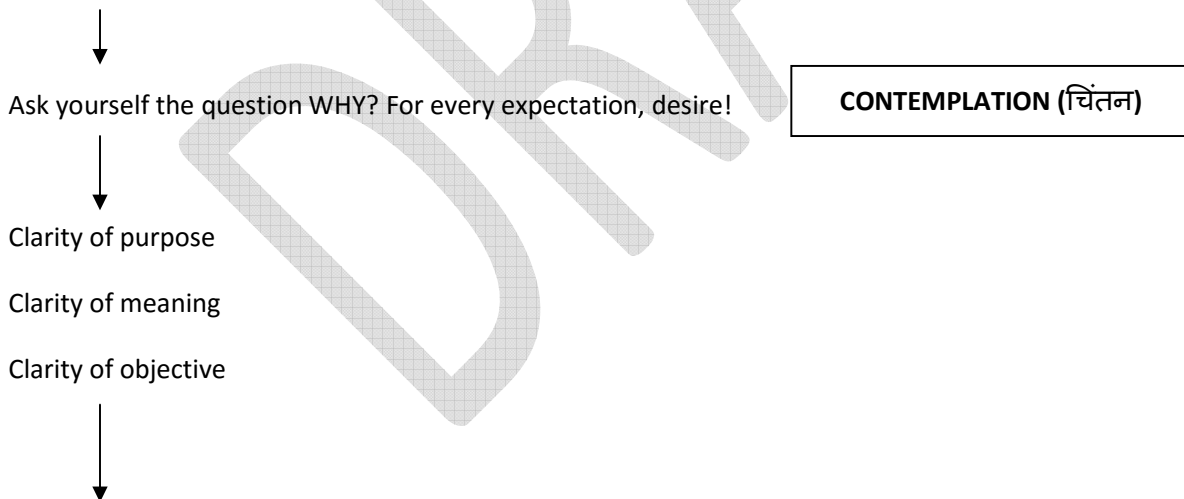 Ask yourself the question WHY? For every expectation, desire!
CONTEMPLATION (चिंतन)
Clarity of purpose
Clarity of meaning
Clarity of objective